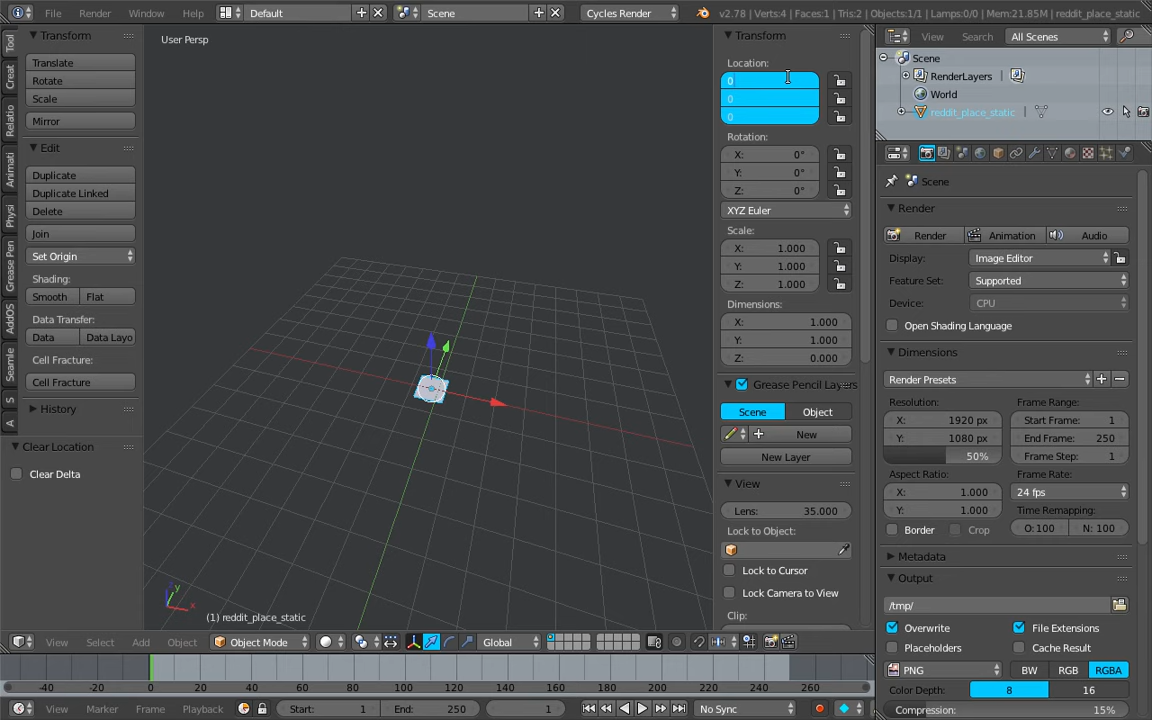 File Render Window Help Default Scene Cycles Render v2.78 | Verts:4 | Faces:1 | Tris:2 | Objects:1/1 | Lamps:0/0 | Mem:21.85M | reddit_place_static
Tool
Creat
Relatio
Animati
Physi
Grease Pen
AddOS
Seamle
S
A
Transform
Translate
Rotate
Scale
Mirror
Edit
Duplicate
Duplicate Linked
Delete
Join
Set Origin
Shading:
Smooth Flat
Data Transfer:
Data Data Layo
Cell Fracture:
Cell Fracture
History
Clear Location
Clear Delta
User Persp
(1) reddit_place_static
Transform
Location:
0
0
0
Rotation:
X: 0°
Y: 0°
Z: 0°
XYZ Euler
Scale:
X: 1.000
Y: 1.000
Z: 1.000
Dimensions:
X: 1.000
Y: 1.000
Z: 0.000
Grease Pencil Layers
Scene Object
New
New Layer
View
Lens: 35.000
Lock to Object:
Lock to Cursor
Lock Camera to View
Clip:
View Search All Scenes
Scene
RenderLayers
World
reddit_place_static
Scene
Render
Render Animation Audio
Display: Image Editor
Feature Set: Supported
Device: CPU
Open Shading Language
Dimensions
Render Presets
Resolution: Frame Range:
X: 1920 px Start Frame: 1
Y: 1080 px End Frame: 250
50% Frame Step: 1
Aspect Ratio: Frame Rate:
X: 1.000 24 fps
Y: 1.000 Time Remapping:
Border Crop O: 100 N: 100
Metadata
Output
/tmp/
Overwrite File Extensions
Placeholders Cache Result
PNG BW RGB RGBA
Color Depth: 8 16
Compression: 15%
View Select Add Object Object Mode Global
-40 -20 0 20 40 60 80 100 120 140 160 180 200 220 240 260
View Marker Frame Playback Start: 1 End: 250 1 No Sync